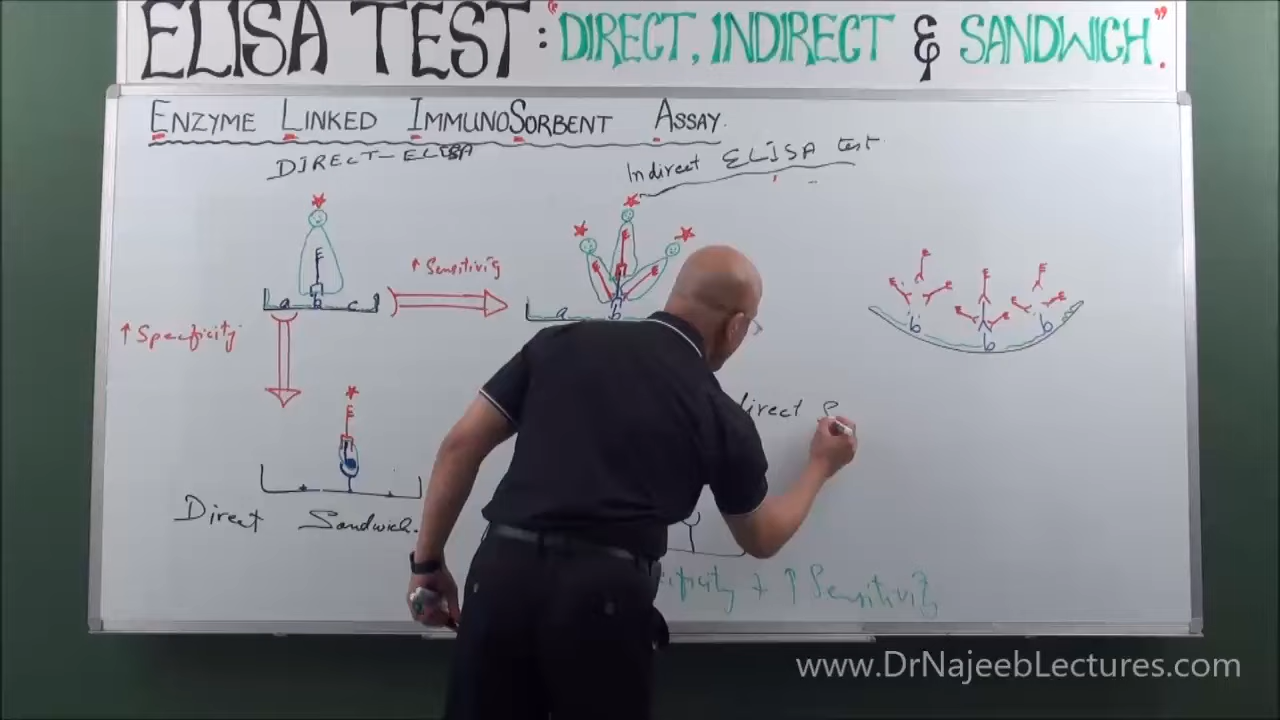 ELISA TEST: "DIRECT, INDIRECT & SANDWICH".
ENZYME LINKED IMMUNOSORBENT ASSAY.
DIRECT-ELISA
Indirect ELISA test
↑ Sensitivity
a b c
a b
b b b
↑ Specificity
direct S
Direct Sandwich.
+ ↑ Sensitivity
www.DrNajeebLectures.com